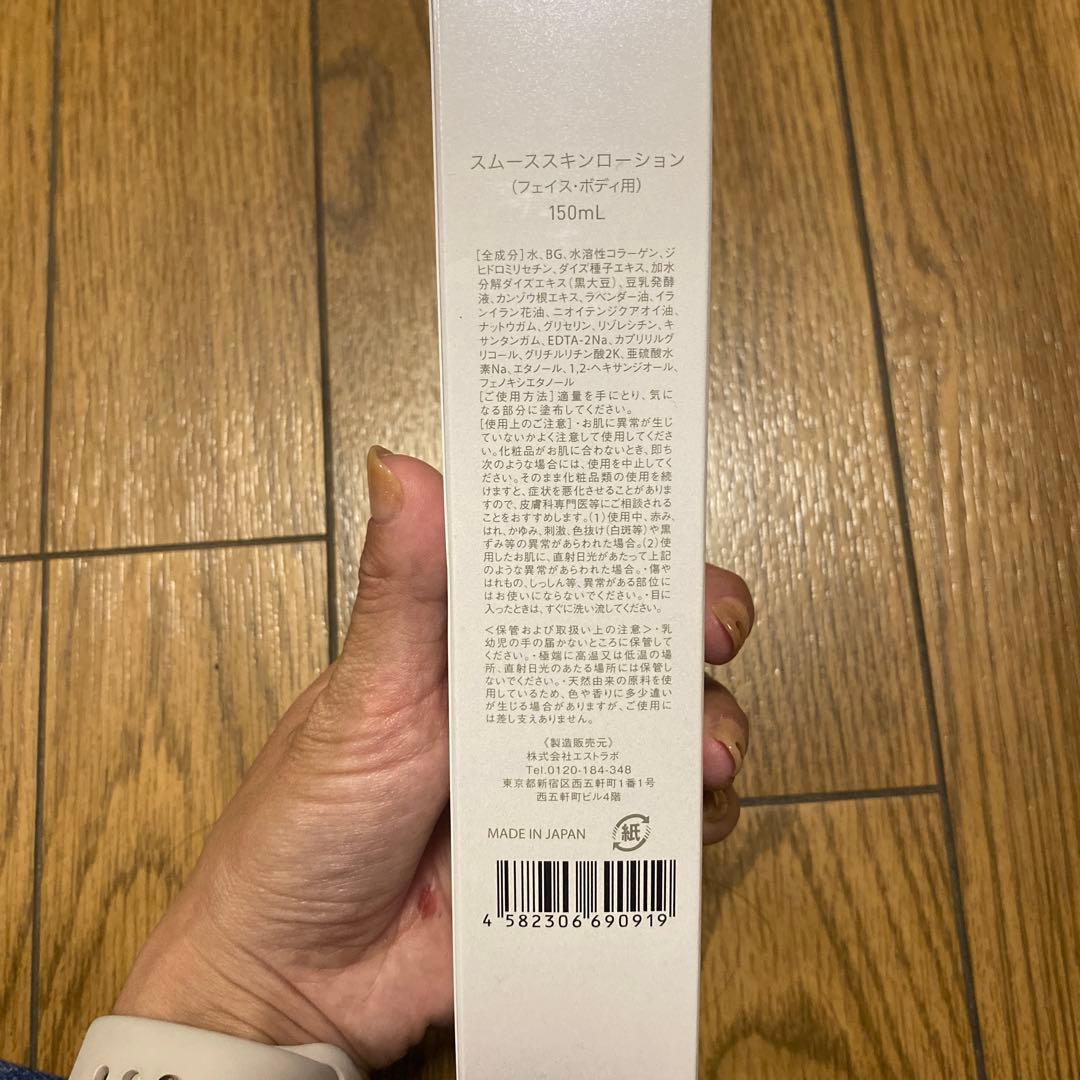 スムーススキンローション
(フェイス・ボディ用)
150mL
[全成分]水、BG、水溶性コラーゲン、ジ
ヒドロミリセチン、ダイズ種子エキス、加水
分解ダイズエキス(黒大豆)、豆乳発酵
液、カンゾウ根エキス、ラベンダー油、イラ
ンイラン花油、ニオイテンジクアオイ油、
ナットウガム、グリセリン、リゾレシチン、キ
サンタンガム、EDTA-2Na、カプリリルグ
リコール、グリチルリチン酸2K、亜硫酸水
素Na、エタノール、1,2-ヘキサンジオール、
フェノキシエタノール
[ご使用方法]適量を手にとり、気に
なる部分に塗布してください。
[使用上のご注意]・お肌に異常が生じ
ていないかよく注意して使用してくださ
い。化粧品がお肌に合わないとき、即ち
次のような場合には、使用を中止してく
ださい。そのまま化粧品類の使用を続
けますと、症状を悪化させることがありま
すので、皮膚科専門医等にご相談される
ことをおすすめします。(1)使用中、赤み、
はれ、かゆみ、刺激、色抜け(白斑等)や黒
ずみ等の異常があらわれた場合。(2)使
用したお肌に、直射日光があたって上記
のような異常があらわれた場合。・傷や
はれもの、しっしん等、異常がある部位に
はお使いにならないでください。・目に
入ったときは、すぐに洗い流してください。
<保管および取扱い上の注意>・乳
幼児の手の届かないところに保管して
ください。・極端に高温又は低温の場
所、直射日光のあたる場所には保管し
ないでください。・天然由来の原料を使
用しているため、色や香りに多少違い
が生じる場合がありますが、ご使用に
は差し支えありません。
《製造販売元》
株式会社エストラボ
Tel.0120-184-348
東京都新宿区西五軒町1番1号
西五軒町ビル4階
MADE IN JAPAN 紙
4 582306 690919